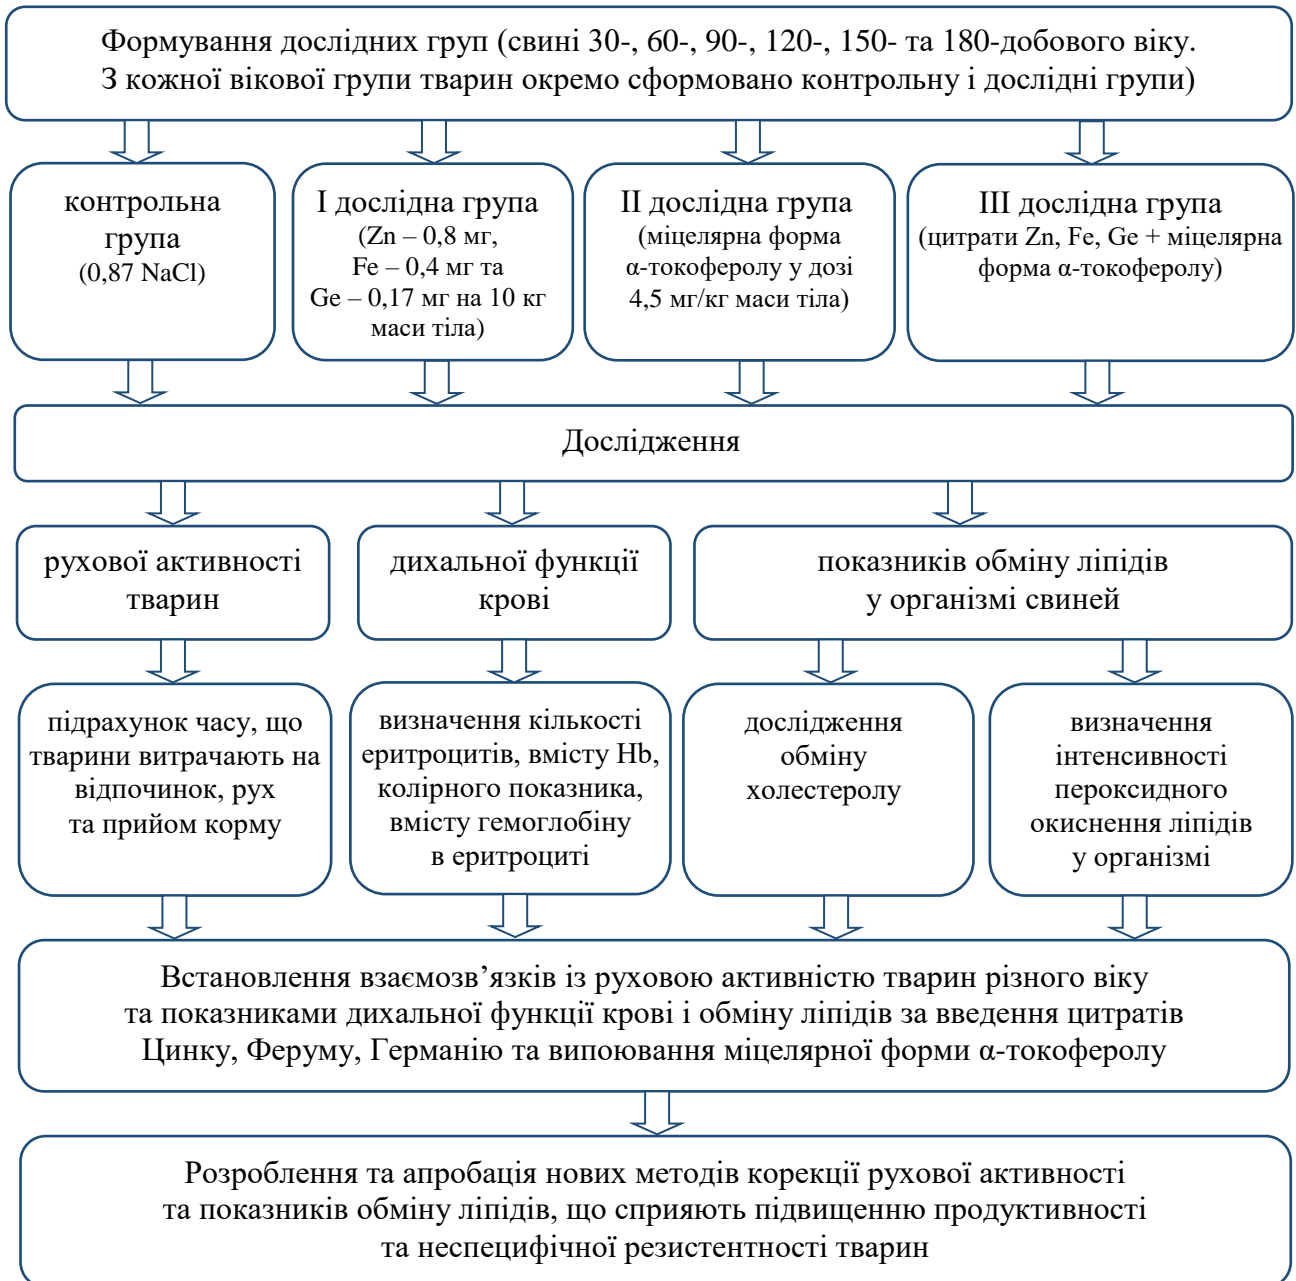 Формування дослідних груп (свині 30-, 60-, 90-, 120-, 150- та 180-добового віку.
З кожної вікової групи тварин окремо сформовано контрольну і дослідні групи)
контрольна
група
(0,87 NaCl)
І дослідна група
(Zn – 0,8 мг,
Fe – 0,4 мг та
Ge – 0,17 мг на 10 кг
маси тіла)
ІІ дослідна група
(міцелярна форма
α-токоферолу у дозі
4,5 мг/кг маси тіла)
ІІІ дослідна група
(цитрати Zn, Fe, Ge + міцелярна
форма α-токоферолу)
Дослідження
рухової активності
тварин
дихальної функції
крові
показників обміну ліпідів
у організмі свиней
підрахунок часу, що
тварини витрачають на
відпочинок, рух
та прийом корму
визначення кількості
еритроцитів, вмісту Hb,
колірного показника,
вмісту гемоглобіну
в еритроциті
дослідження
обміну
холестеролу
визначення
інтенсивності
пероксидного
окиснення ліпідів
у організмі
Встановлення взаємозв’язків із руховою активністю тварин різного віку
та показниками дихальної функції крові і обміну ліпідів за введення цитратів
Цинку, Феруму, Германію та випоювання міцелярної форми α-токоферолу
Розроблення та апробація нових методів корекції рухової активності
та показників обміну ліпідів, що сприяють підвищенню продуктивності
та неспецифічної резистентності тварин